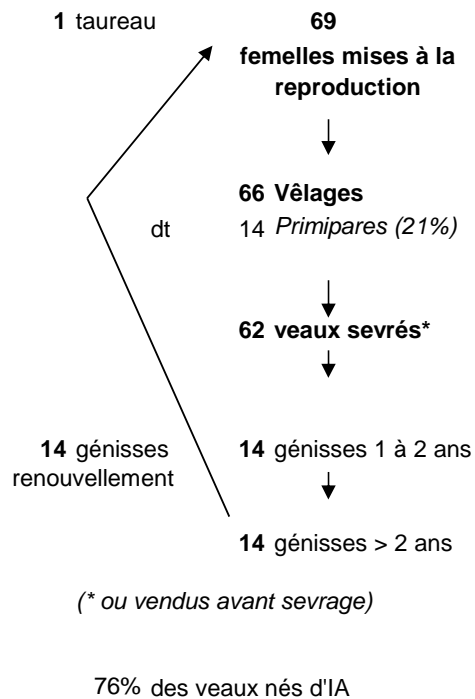 1 taureau
69
femelles mises à la
reproduction
66 Vêlages
dt
14 Primipares (21%)
62 veaux sevrés*
14 génisses
renouvellement
14 génisses 1 à 2 ans
14 génisses > 2 ans
(* ou vendus avant sevrage)
76% des veaux nés d'IA